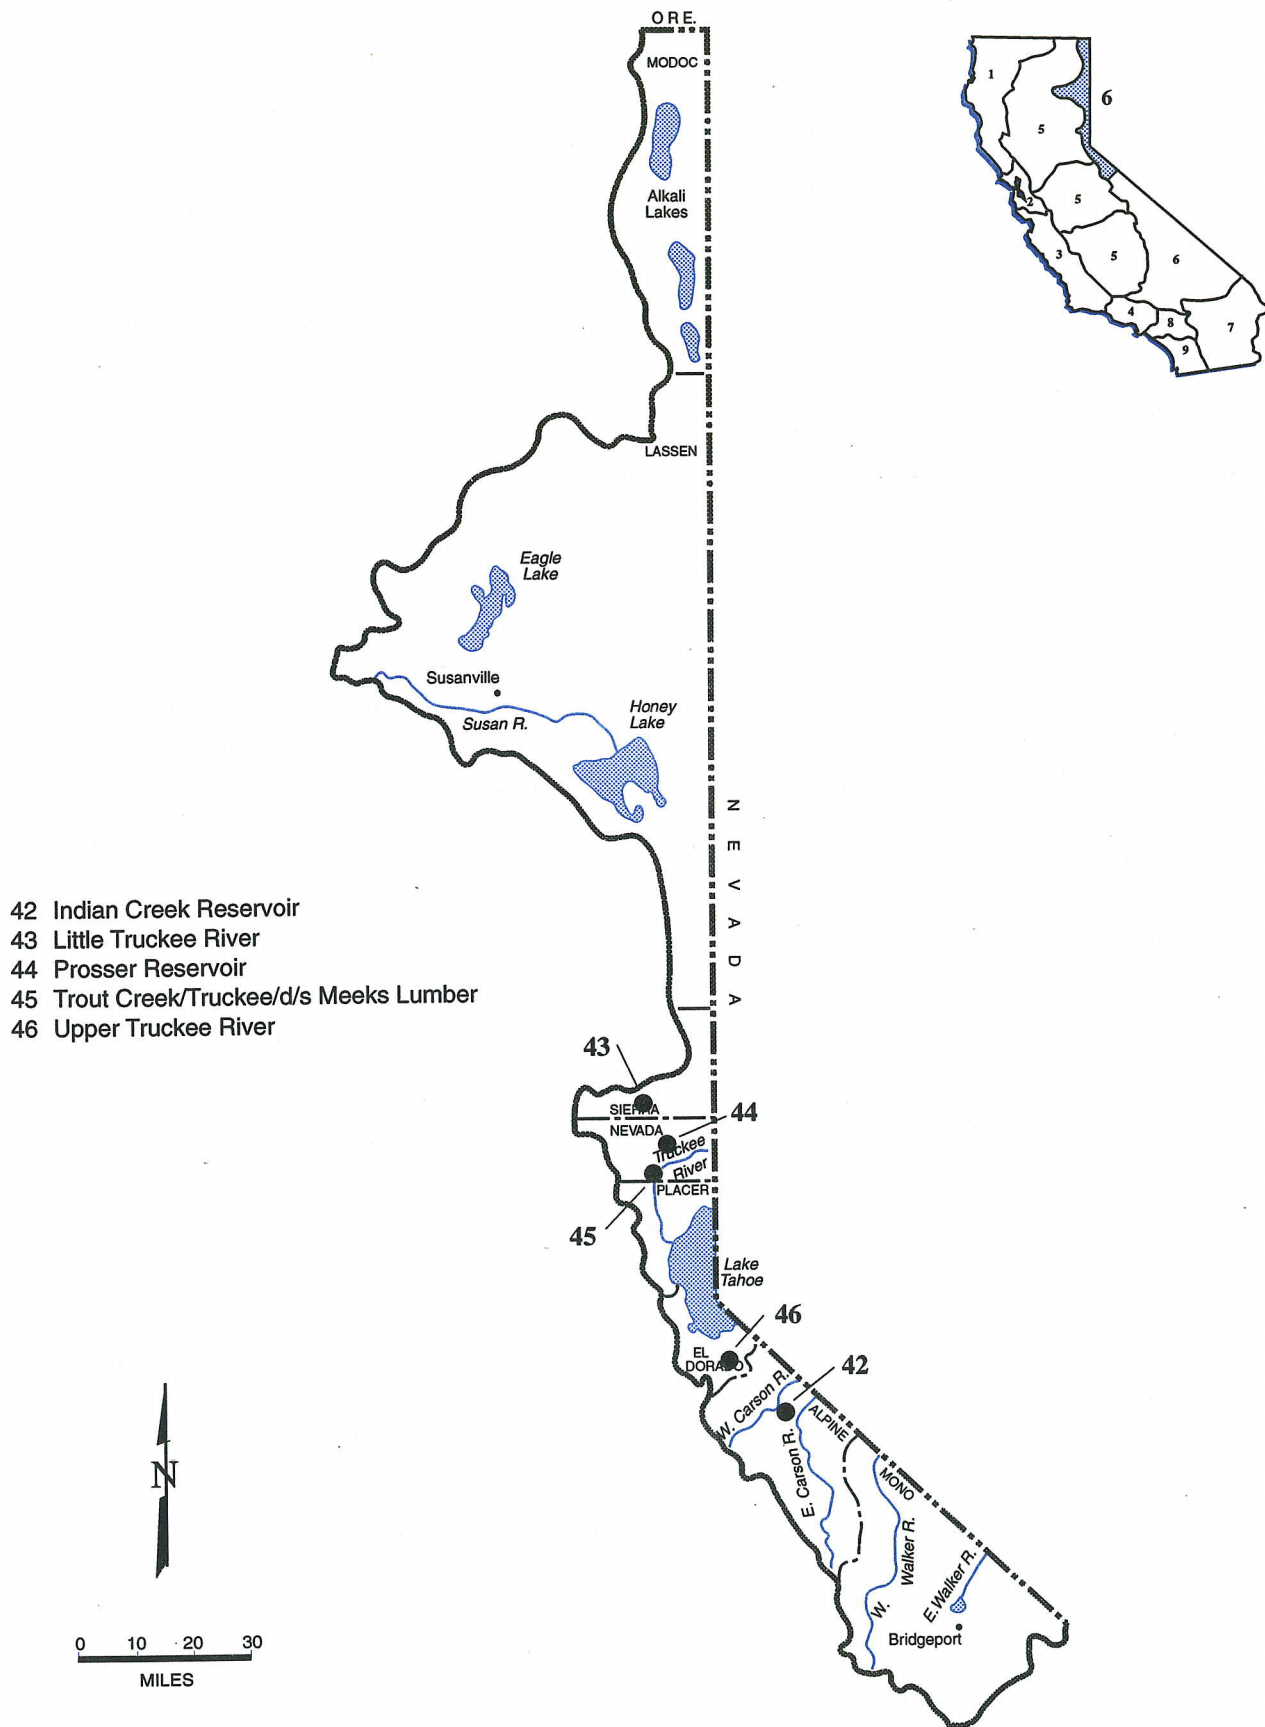 ORE.
MODOC
Alkali
Lakes
1
5
6
2
5
3
5
6
4
8
7
9
LASSEN
Eagle
Lake
Susanville
Susan R.
Honey
Lake
NEVADA
42 Indian Creek Reservoir
43 Little Truckee River
44 Prosser Reservoir
45 Trout Creek/Truckee/d/s Meeks Lumber
46 Upper Truckee River
43
SIERRA
44
NEVADA
Truckee
River
PLACER
45
Lake
Tahoe
46
EL
DORADO
42
W. Carson R.
ALPINE
E. Carson R.
MONO
W. Walker R.
E. Walker R.
Bridgeport
N
0 10 20 30
MILES